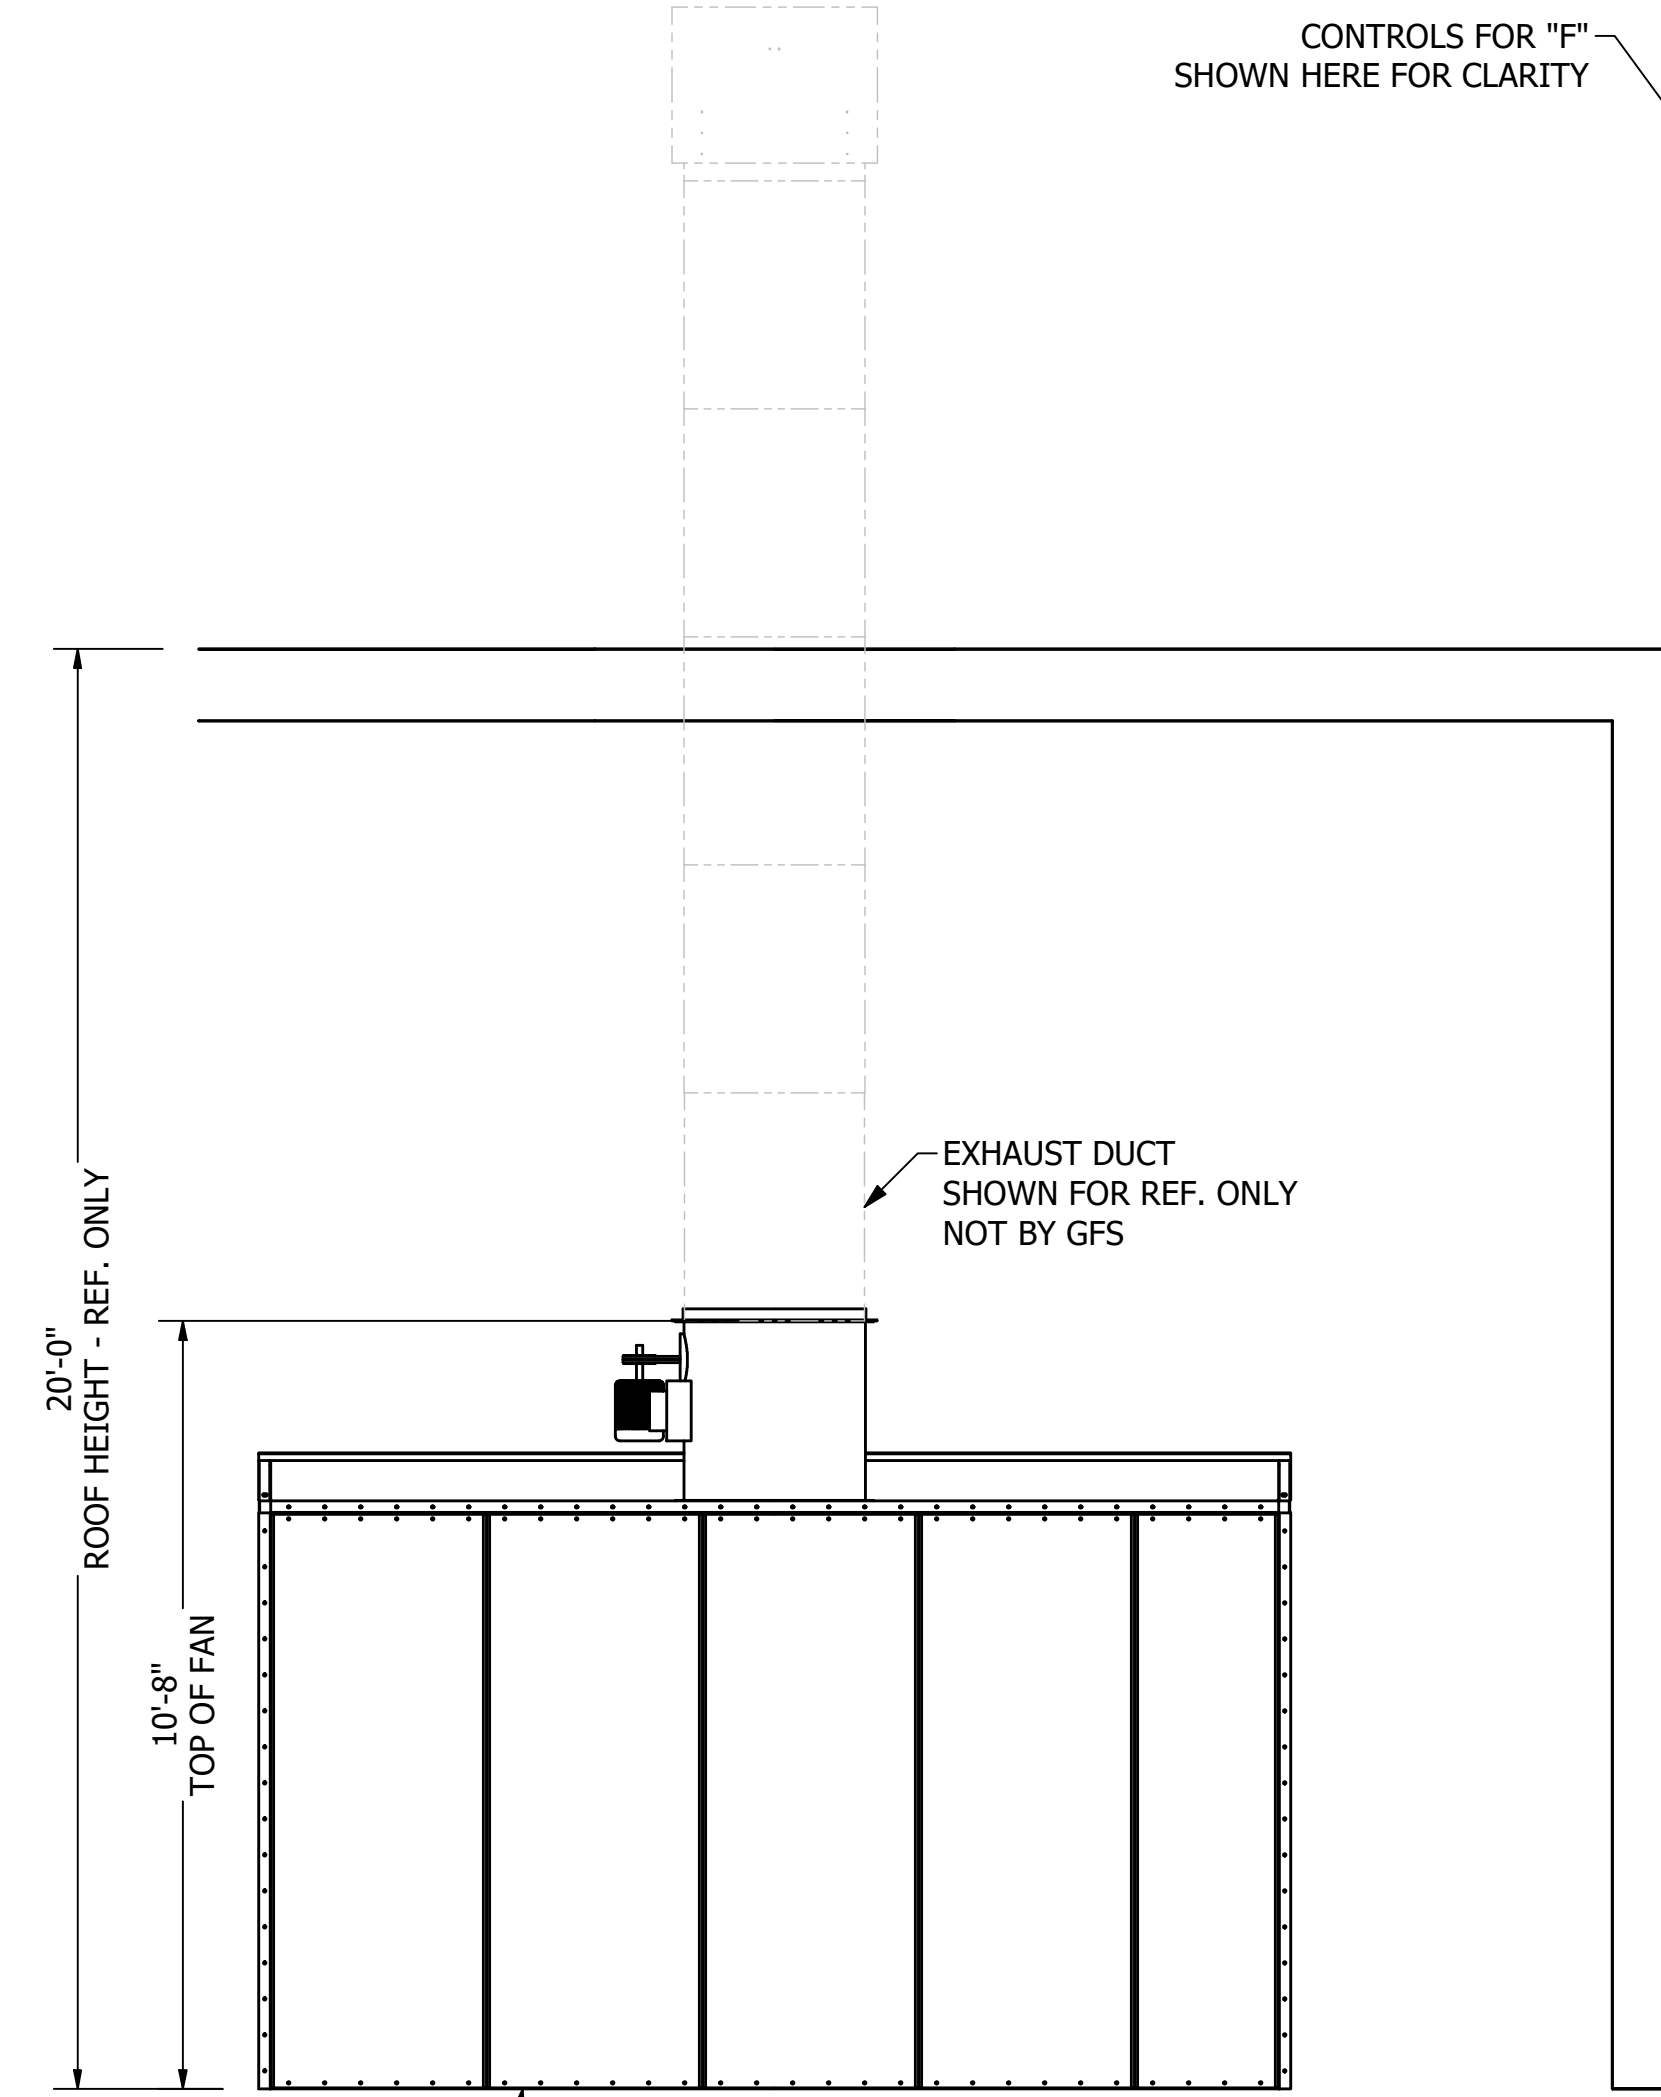 CONTROLS FOR "F"
SHOWN HERE FOR CLARITY
EXHAUST DUCT
SHOWN FOR REF. ONLY
NOT BY GFS
20'-0"
ROOF HEIGHT - REF. ONLY
10'-8"
TOP OF FAN